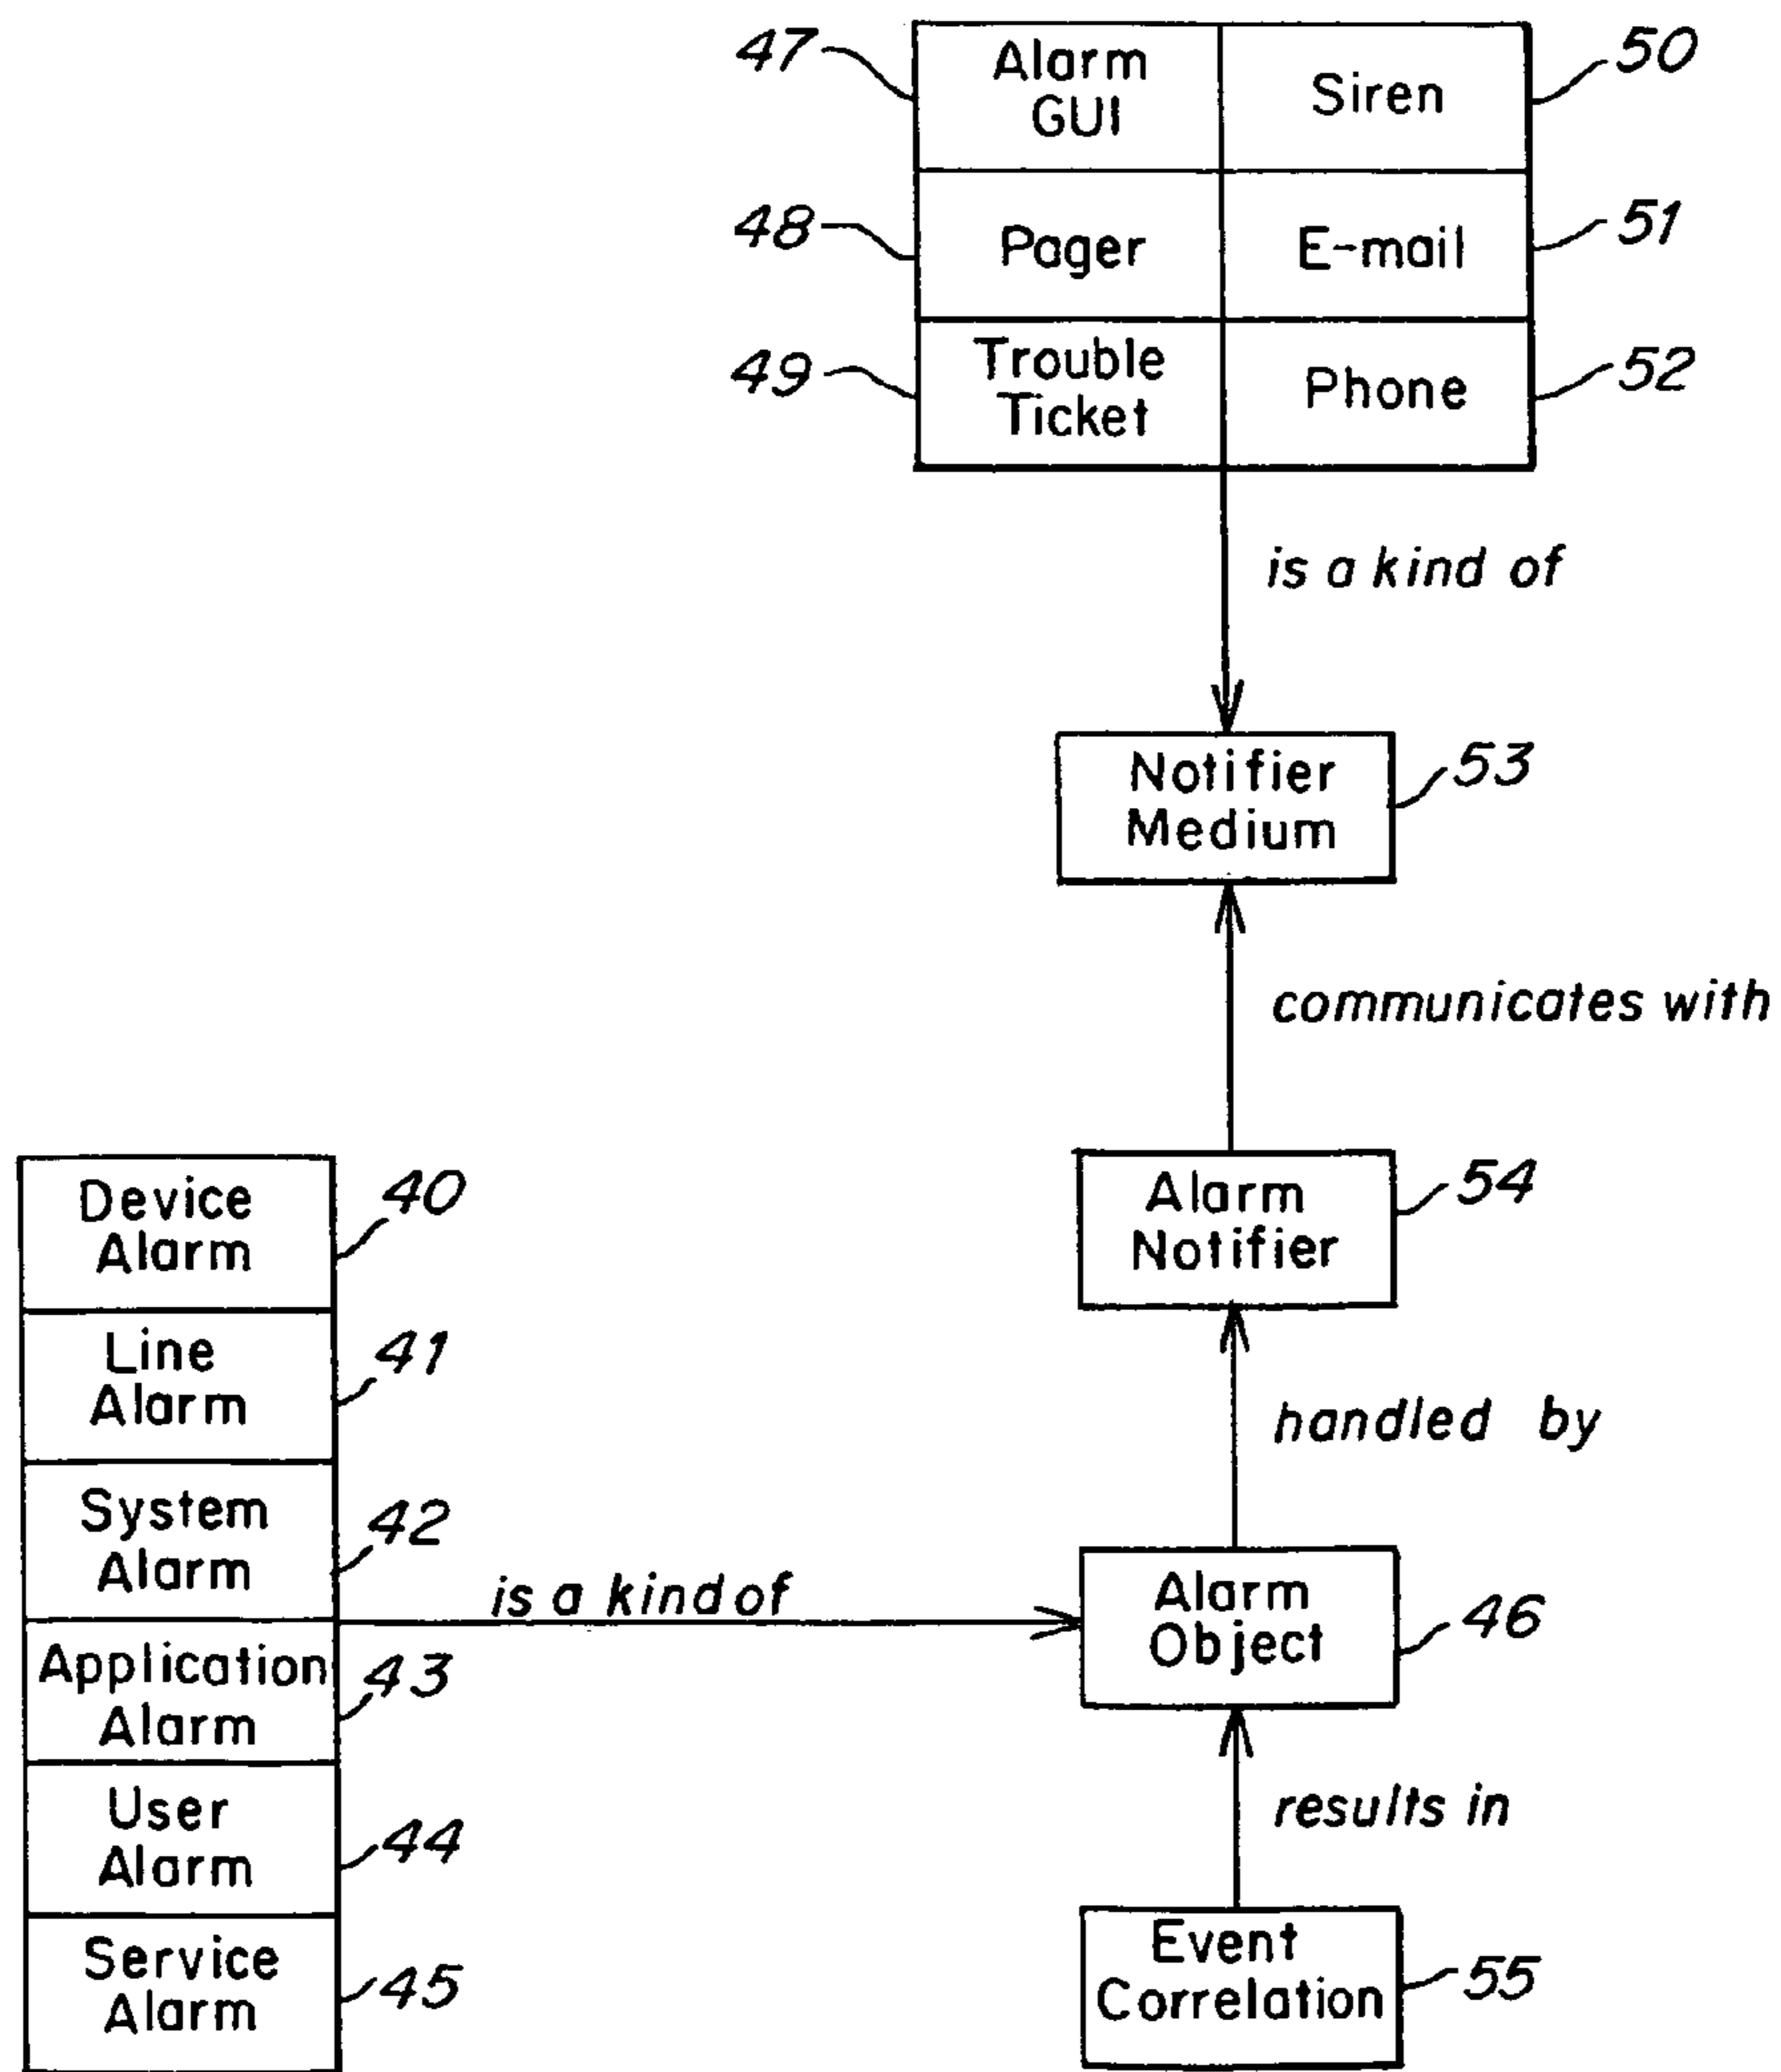 47
Alarm
GUI
Siren
50
48
Pager
E-mail
51
49
Trouble
Ticket
Phone
52
is a kind of
Notifier
Medium
53
communicates with
Alarm
Notifier
54
handled by
Device
Alarm
40
Line
Alarm
41
System
Alarm
42
Application
Alarm
43
User
Alarm
44
Service
Alarm
45
is a kind of
Alarm
Object
46
results in
Event
Correlation
55